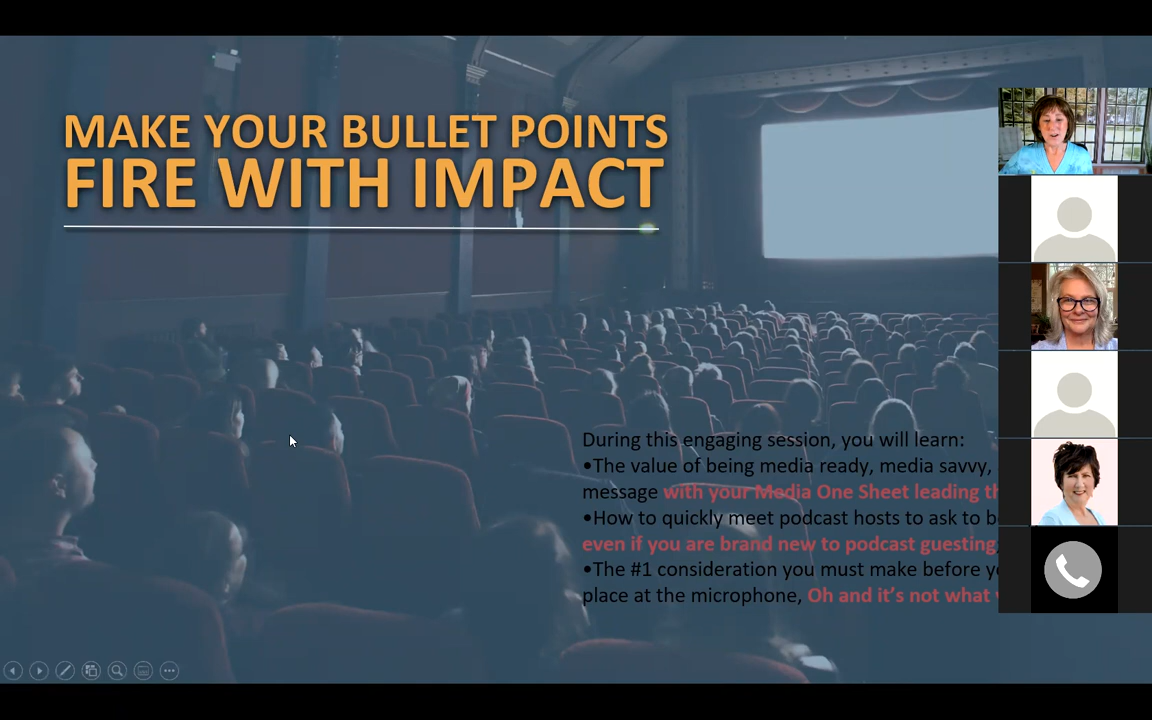 MAKE YOUR BULLET POINTS
FIRE WITH IMPACT
During this engaging session, you will learn:
•The value of being media ready, media savvy,
message with your Media One Sheet leading
•How to quickly meet podcast hosts to ask to
even if you are brand new to podcast guesting
•The #1 consideration you must make before
place at the microphone, Oh and it's not what